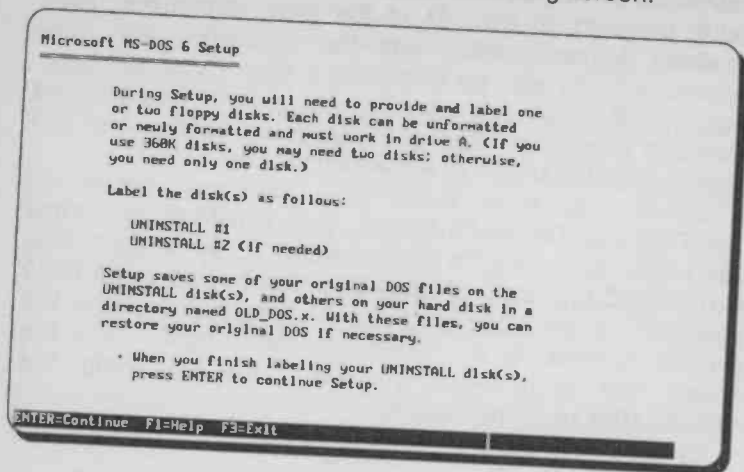 Microsoft MS-DOS 6 Setup
During Setup, you will need to provide and label one
or two floppy disks. Each disk can be unformatted
or newly formatted and must work in drive A. (If you
use 360K disks, you may need two disks; otherwise,
you need only one disk.)
Label the disk(s) as follows:
UNINSTALL #1
UNINSTALL #2 (if needed)
Setup saves some of your original DOS files on the
UNINSTALL disk(s), and others on your hard disk in a
directory named OLD_DOS.x. With these files, you can
restore your original DOS if necessary.
· When you finish labeling your UNINSTALL disk(s),
press ENTER to continue Setup.
ENTER=Continue F1=Help F3=Exit